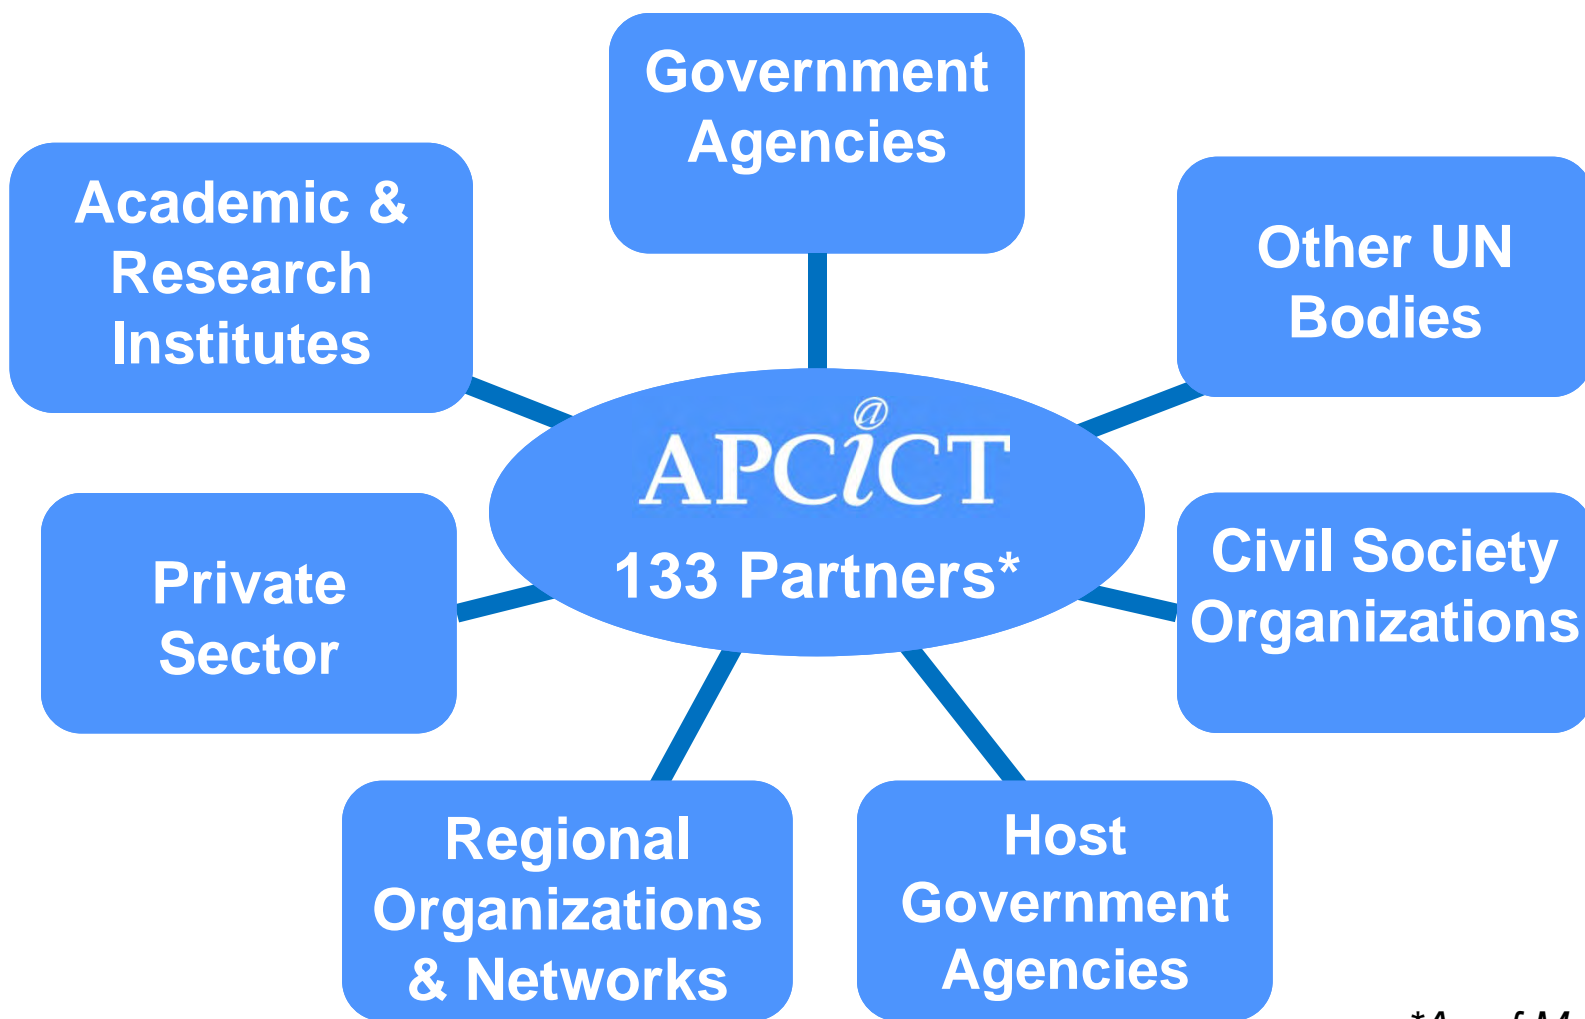 Government
Agencies
Academic &
Research
Institutes
Other UN
Bodies
APCiCT
133 Partners*
Private
Sector
Civil Society
Organizations
Regional
Organizations
& Networks
Host
Government
Agencies